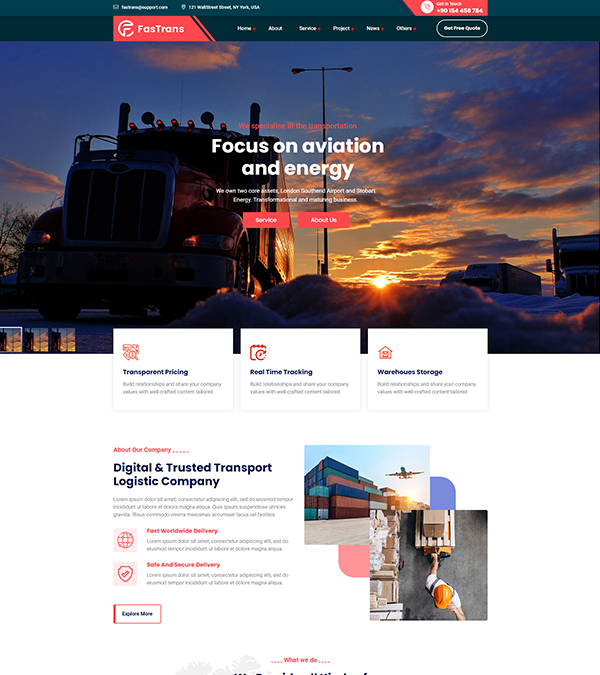 fastrans@support.com
121 WallStreet Street, NY York, USA
Get In Touch
+90 154 456 784
FasTrans
Home
About
Service
Project
News
Others
Get Free Quote
We specialise in the transportation
Focus on aviation
and energy
We own two core assets, London Southend Airport and Stobart
Energy. Transformational and maturing business.
Service
About Us
Transparent Pricing
Build relationships and share your company
values with well-crafted content tailored
Real Time Tracking
Build relationships and share your company
values with well-crafted content tailored
Warehoues Storage
Build relationships and share your company
values with well-crafted content tailored
About Our Company
Digital & Trusted Transport
Logistic Company
Lorem ipsum dolor sit amet, consectetur adipiscing elit, sed do
eiusmod tempor incididunt ut labore et dolore magna aliqua. Quis ipsum suspendisse ultrices
gravida. Risus commodo viverra maecenas accumsan lacus vel facilisis.
Fast Worldwide Delivery
Lorem ipsum dolor sit amet, consectetur adipiscing elit, sed do
eiusmod tempor incididunt ut labore et dolore magna aliqua.
Safe And Secure Delivery
Lorem ipsum dolor sit amet, consectetur adipiscing elit, sed do
eiusmod tempor incididunt ut labore et dolore magna aliqua.
Explore More
What we do